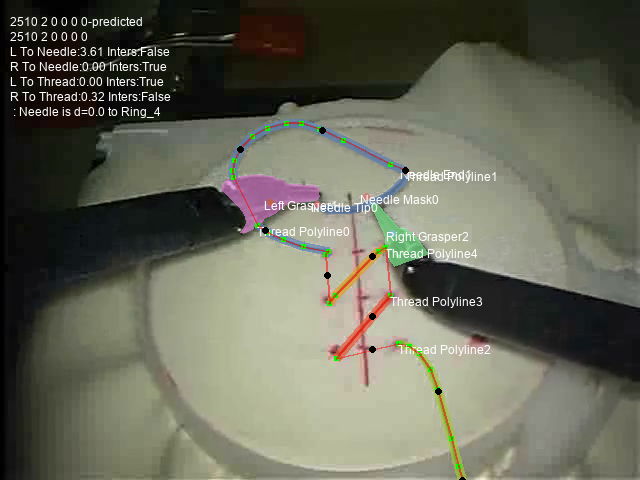 2510 2 0 0 0 0-predicted
2510 2 0 0 0 0
L To Needle:3.61 Inters:False
R To Needle:0.00 Inters:True
L To Thread:0.00 Inters:True
R To Thread:0.32 Inters:False
: Needle is d=0.0 to Ring_4
Needle End
Thread Polyline1
Needle Mask0
Left Grasper
Needle Tip0
Thread Polyline0
Right Grasper2
Thread Polyline4
Thread Polyline3
Thread Polyline2